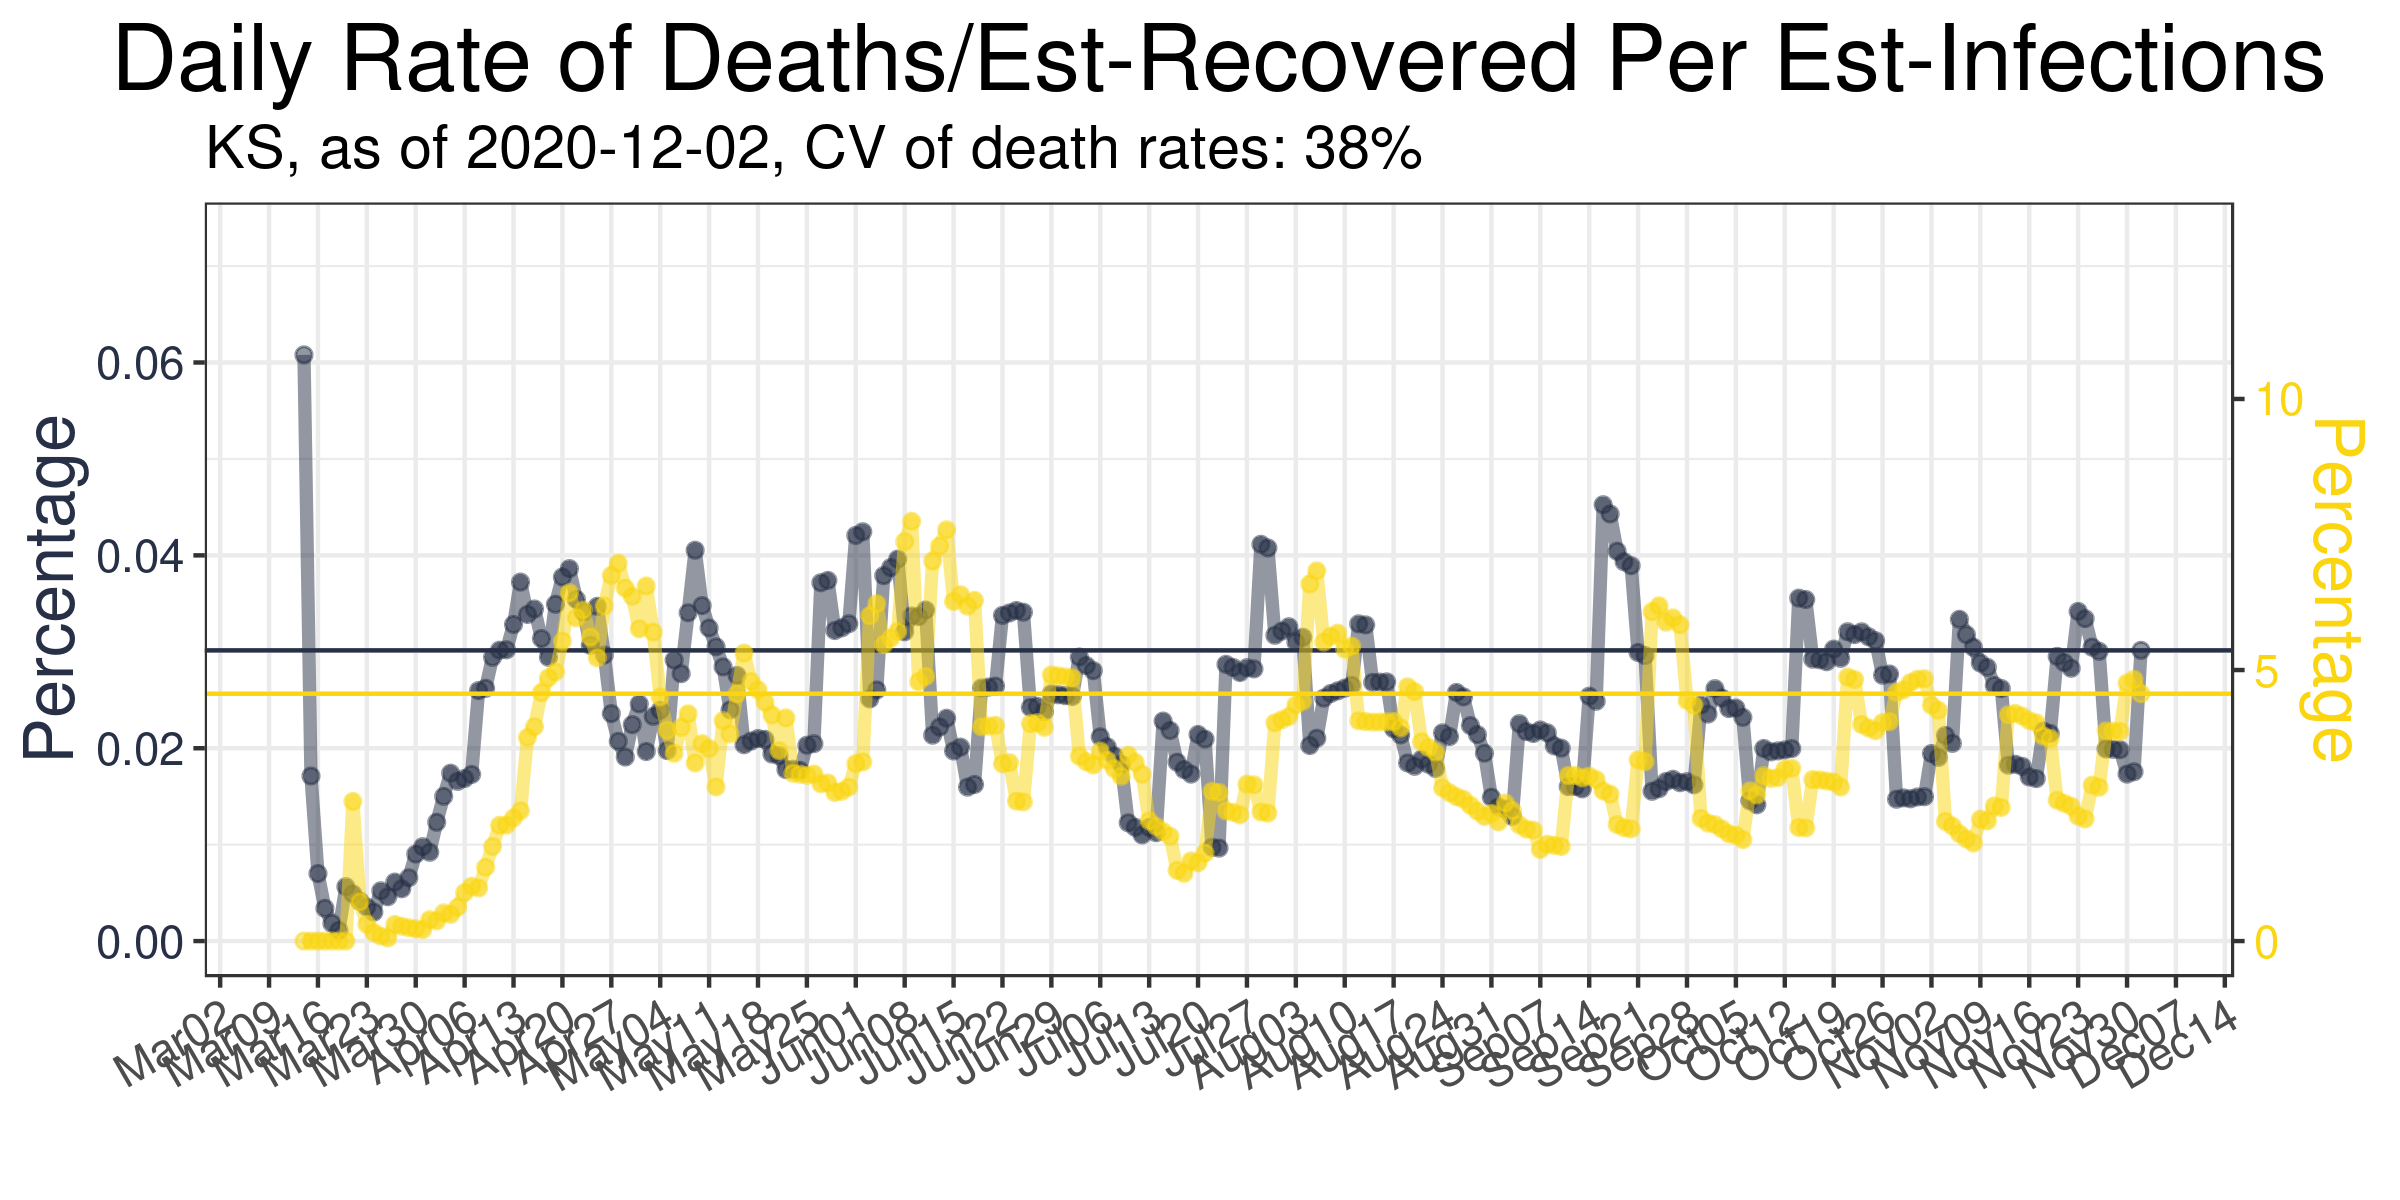 Daily Rate of Deaths/Est-Recovered Per Est-Infections
KS, as of 2020-12-02, CV of death rates: 38%
Percentage
0.06
0.04
0.02
0.00
10
5
0
Percentage
Mar02 Mar09 Mar16 Mar23 Mar30 Apr06 Apr13 Apr20 Apr27 May04 May11 May18 May25 Jun01 Jun08 Jun15 Jun22 Jun29 Jul06 Jul13 Jul20 Jul27 Aug03 Aug10 Aug17 Aug24 Aug31 Sep07 Sep14 Sep21 Sep28 Oct05 Oct12 Oct19 Oct26 Nov02 Nov09 Nov16 Nov23 Nov30 Dec07 Dec14